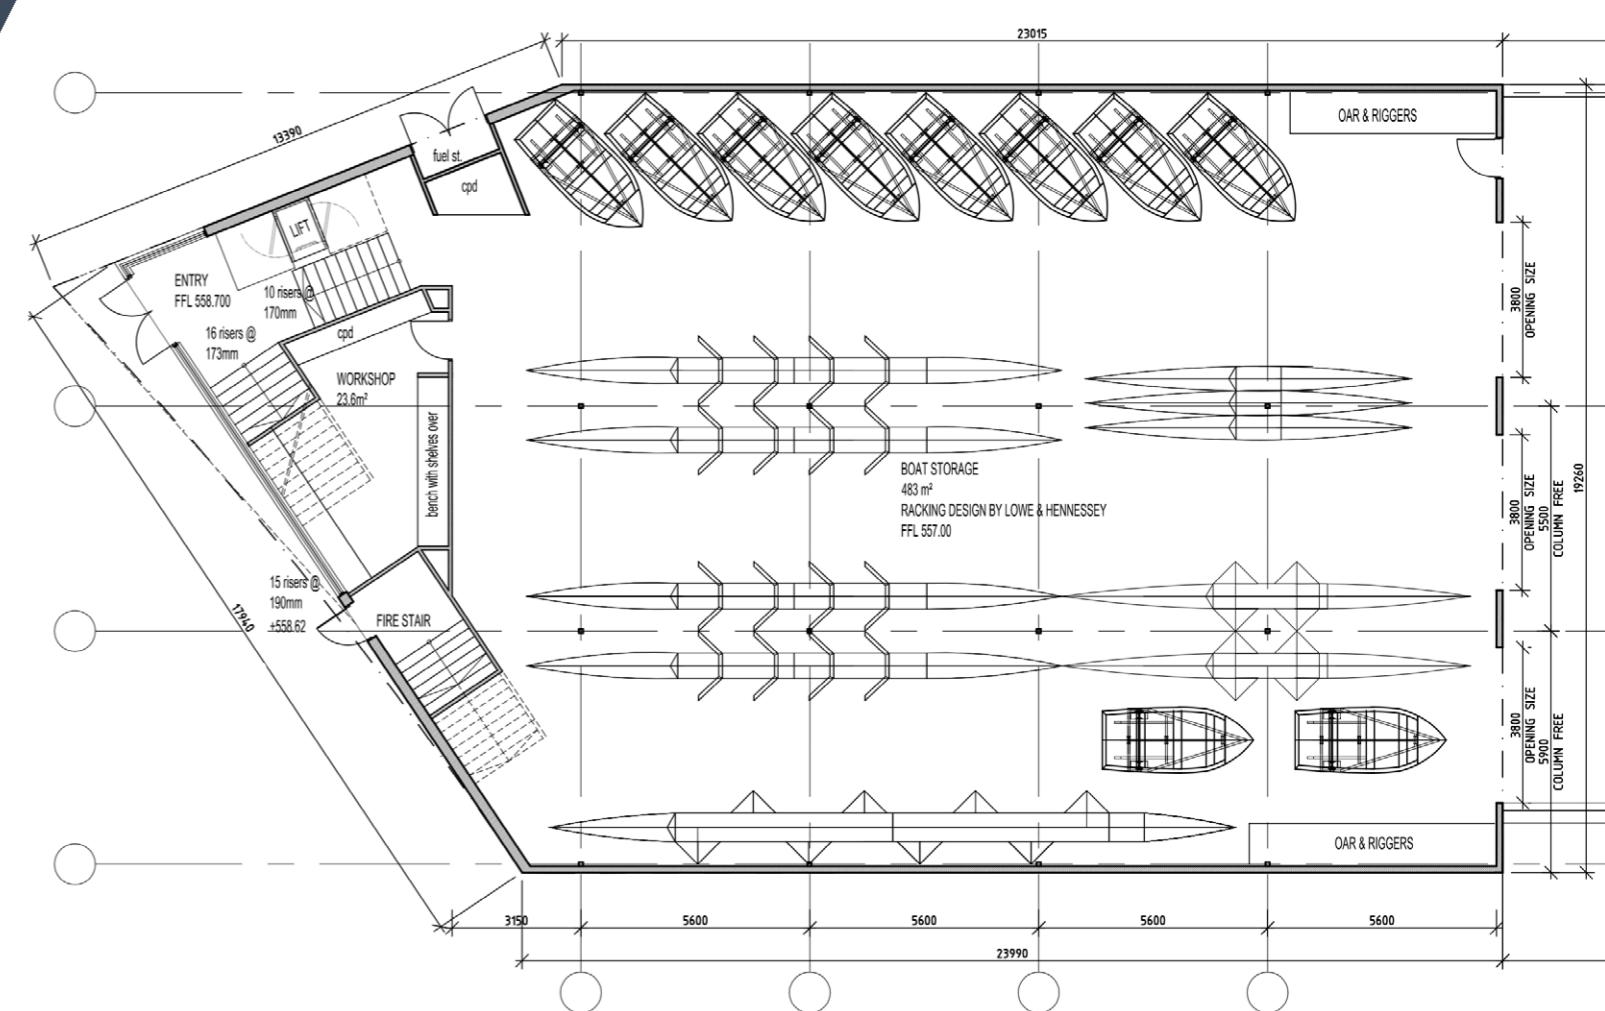 23015
13390
fuel st.
cpd
OAR & RIGGERS
LIFT
ENTRY
FFL 558.700
10 risers @
170mm
16 risers @
173mm
cpd
WORKSHOP
23.6m²
bench with shelves over
3800
OPENING SIZE
BOAT STORAGE
483 m²
RACKING DESIGN BY LOWE & HENNESSEY
FFL 557.00
3800
OPENING SIZE
5500
COLUMN FREE
19260
15 risers @
190mm
+558.62
FIRE STAIR
17940
3800
OPENING SIZE
5900
COLUMN FREE
OAR & RIGGERS
3150
5600
5600
5600
5600
23990